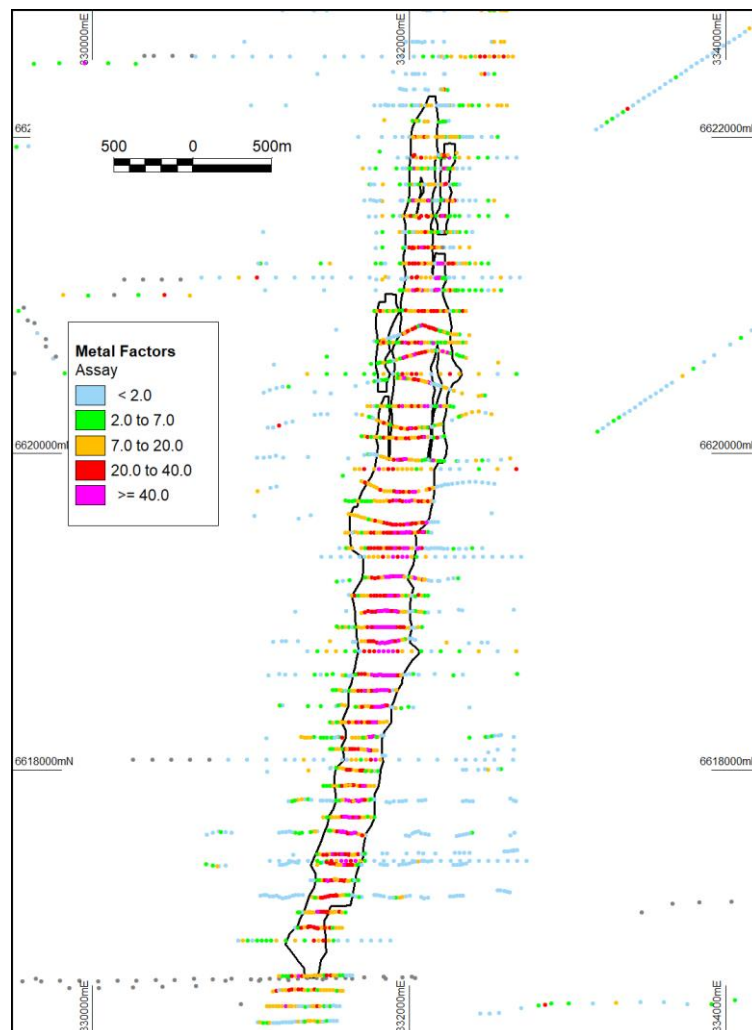 330000mE
332000mE
334000mE
662
6622000mN
500 0 500m
Metal Factors
Assay
< 2.0
2.0 to 7.0
7.0 to 20.0
20.0 to 40.0
>= 40.0
6620000mN
6620000mN
6618000mN
6618000mN
330000mE
332000mE
334000mE